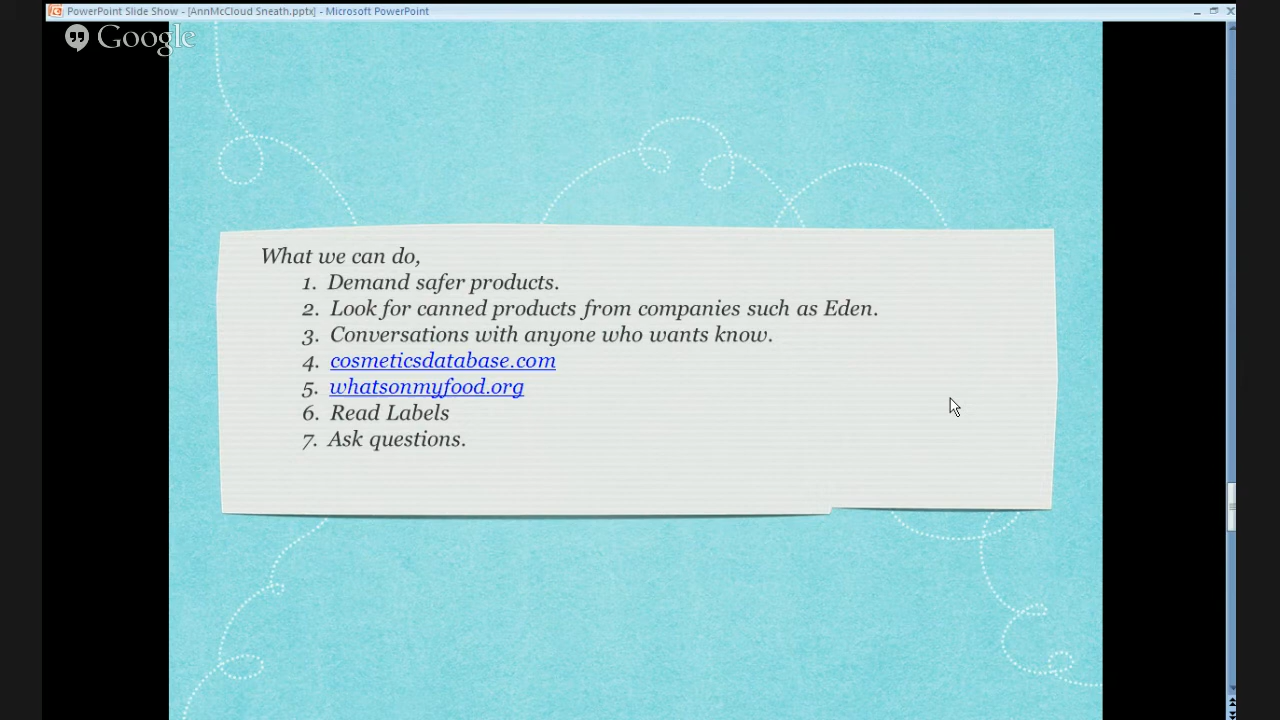 PowerPoint Slide Show - [AnnMcCloud Sneath.pptx] - Microsoft PowerPoint
Google
What we can do,
1. Demand safer products.
2. Look for canned products from companies such as Eden.
3. Conversations with anyone who wants know.
4. cosmeticsdatabase.com
5. whatsonmyfood.org
6. Read Labels
7. Ask questions.